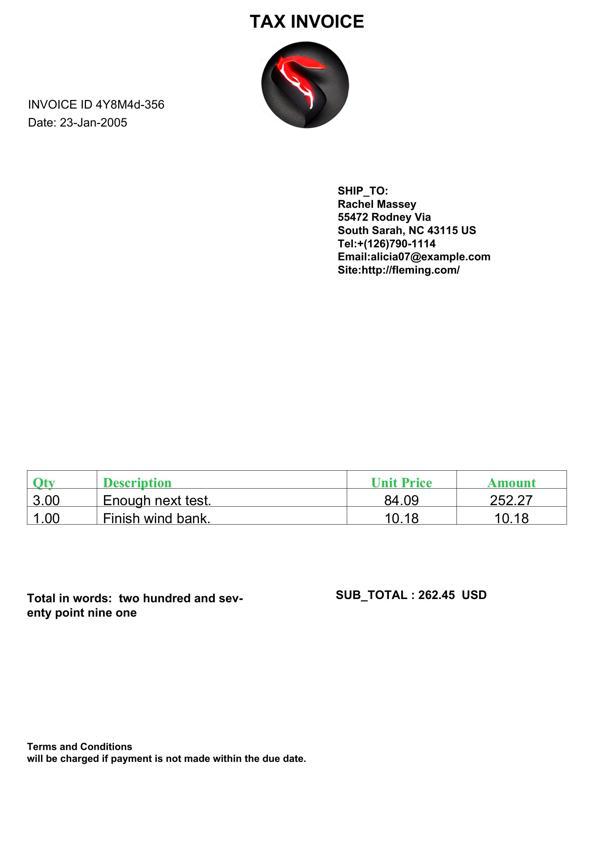 TAX INVOICE
INVOICE ID 4Y8M4d-356
Date: 23-Jan-2005
SHIP_TO:
Rachel Massey
55472 Rodney Via
South Sarah, NC 43115 US
Tel:+(126)790-1114
Email:alicia07@example.com
Site:http://fleming.com/
Qty Description Unit Price Amount
3.00 Enough next test. 84.09 252.27
1.00 Finish wind bank. 10.18 10.18
Total in words: two hundred and sev-
enty point nine one
SUB_TOTAL : 262.45 USD
Terms and Conditions
will be charged if payment is not made within the due date.